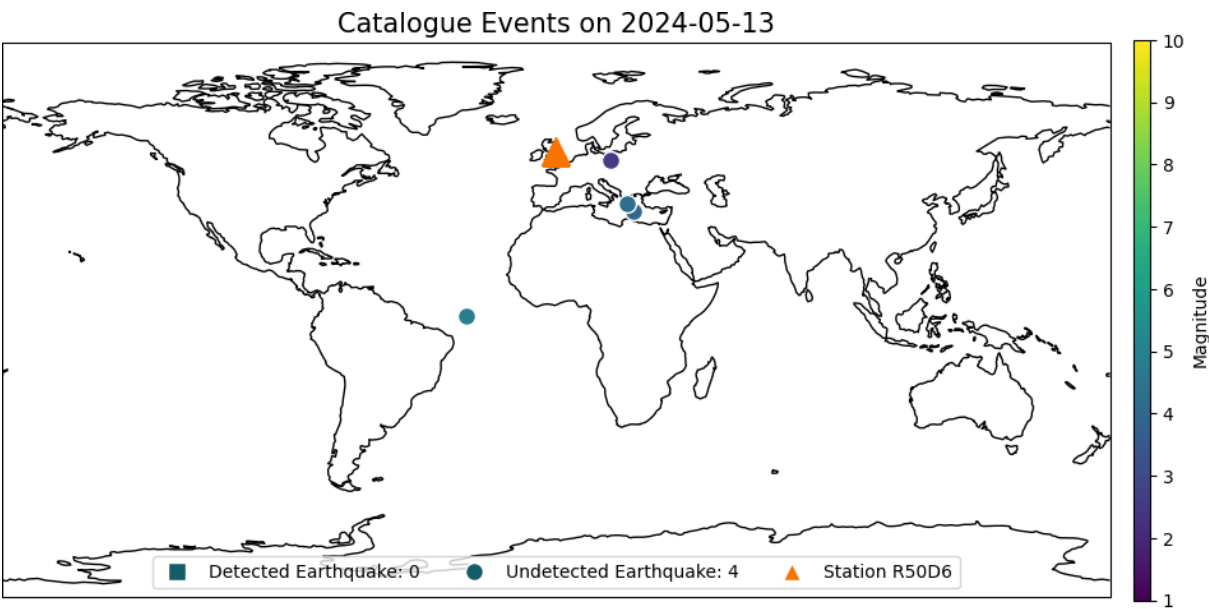 Catalogue Events on 2024-05-13
10
9
8
7
6
5
4
3
2
1
Magnitude
Detected Earthquake: 0
Undetected Earthquake: 4
Station R50D6